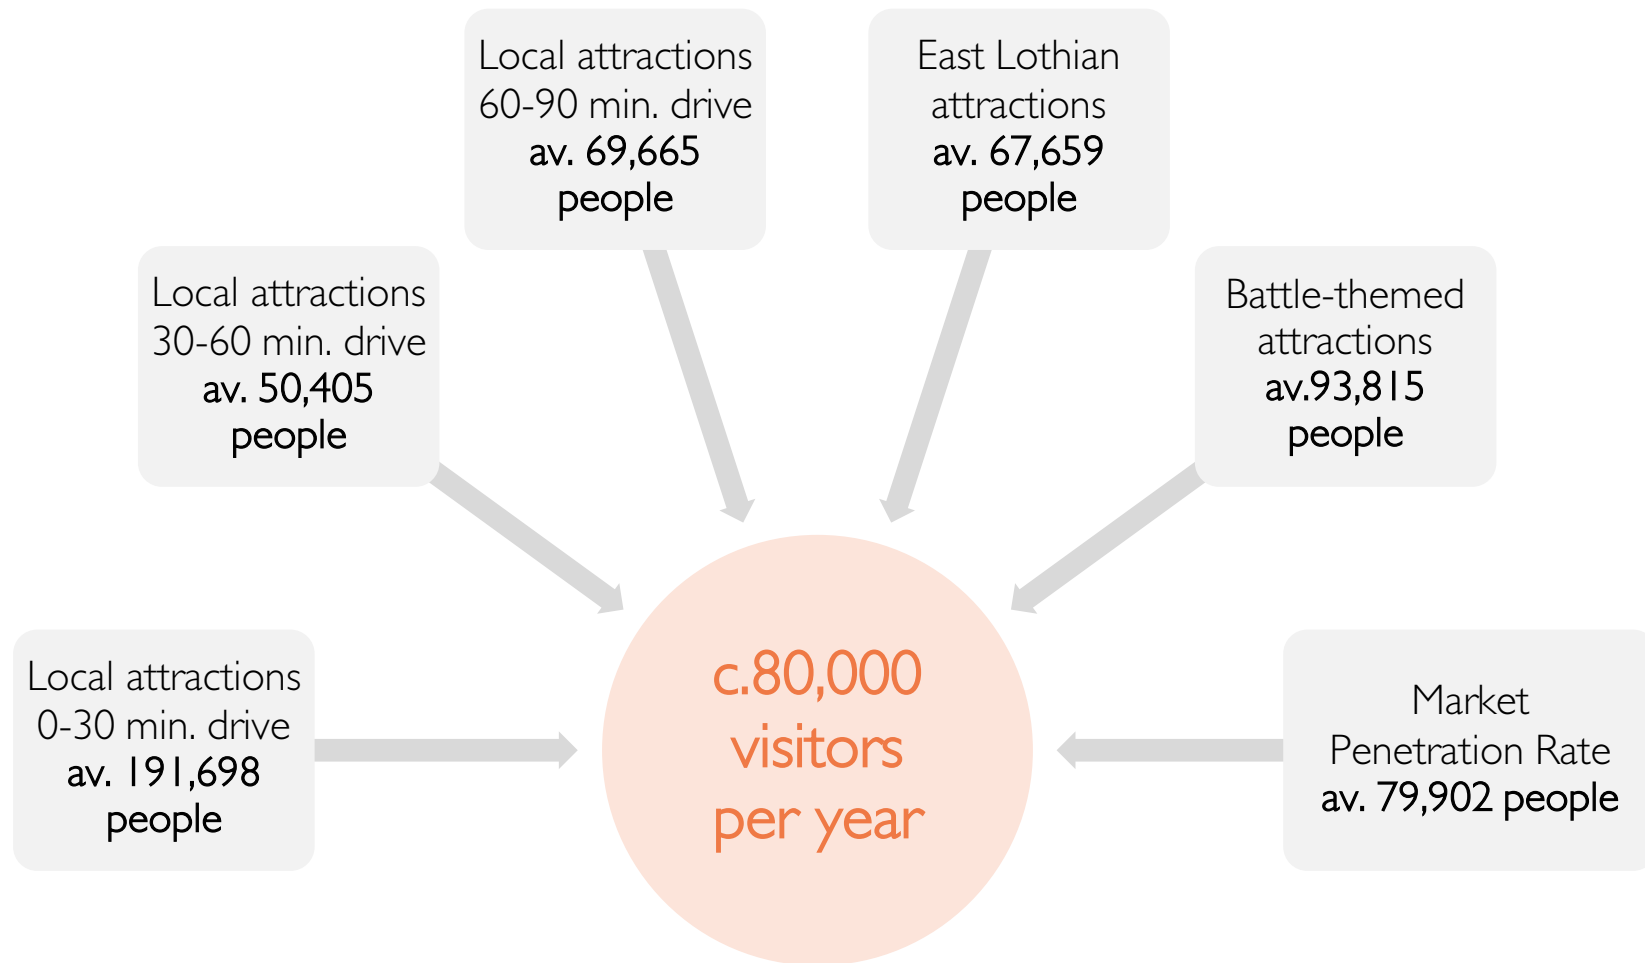 Local attractions
60-90 min. drive
av. 69,665
people
East Lothian
attractions
av. 67,659
people
Local attractions
30-60 min. drive
av. 50,405
people
Battle-themed
attractions
av.93,815
people
Local attractions
0-30 min. drive
av. 191,698
people
c.80,000
visitors
per year
Market
Penetration Rate
av. 79,902 people